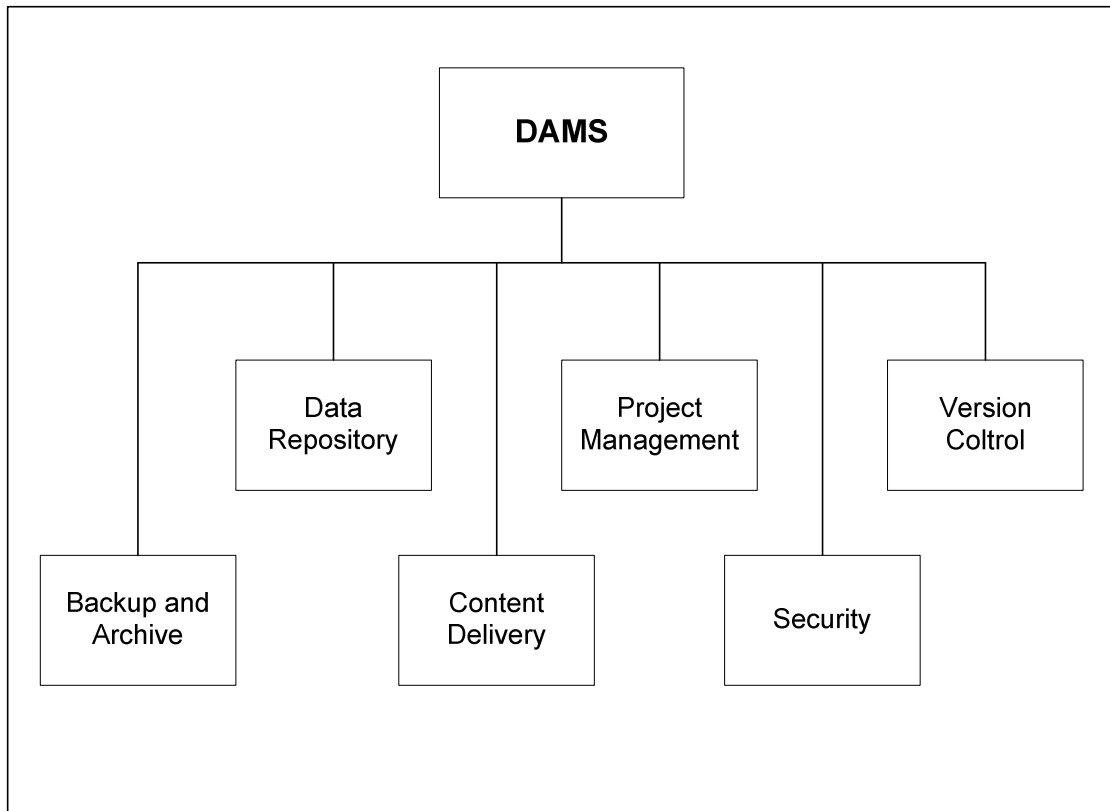 DAMS
Data
Repository
Project
Management
Version
Coltrol
Backup and
Archive
Content
Delivery
Security